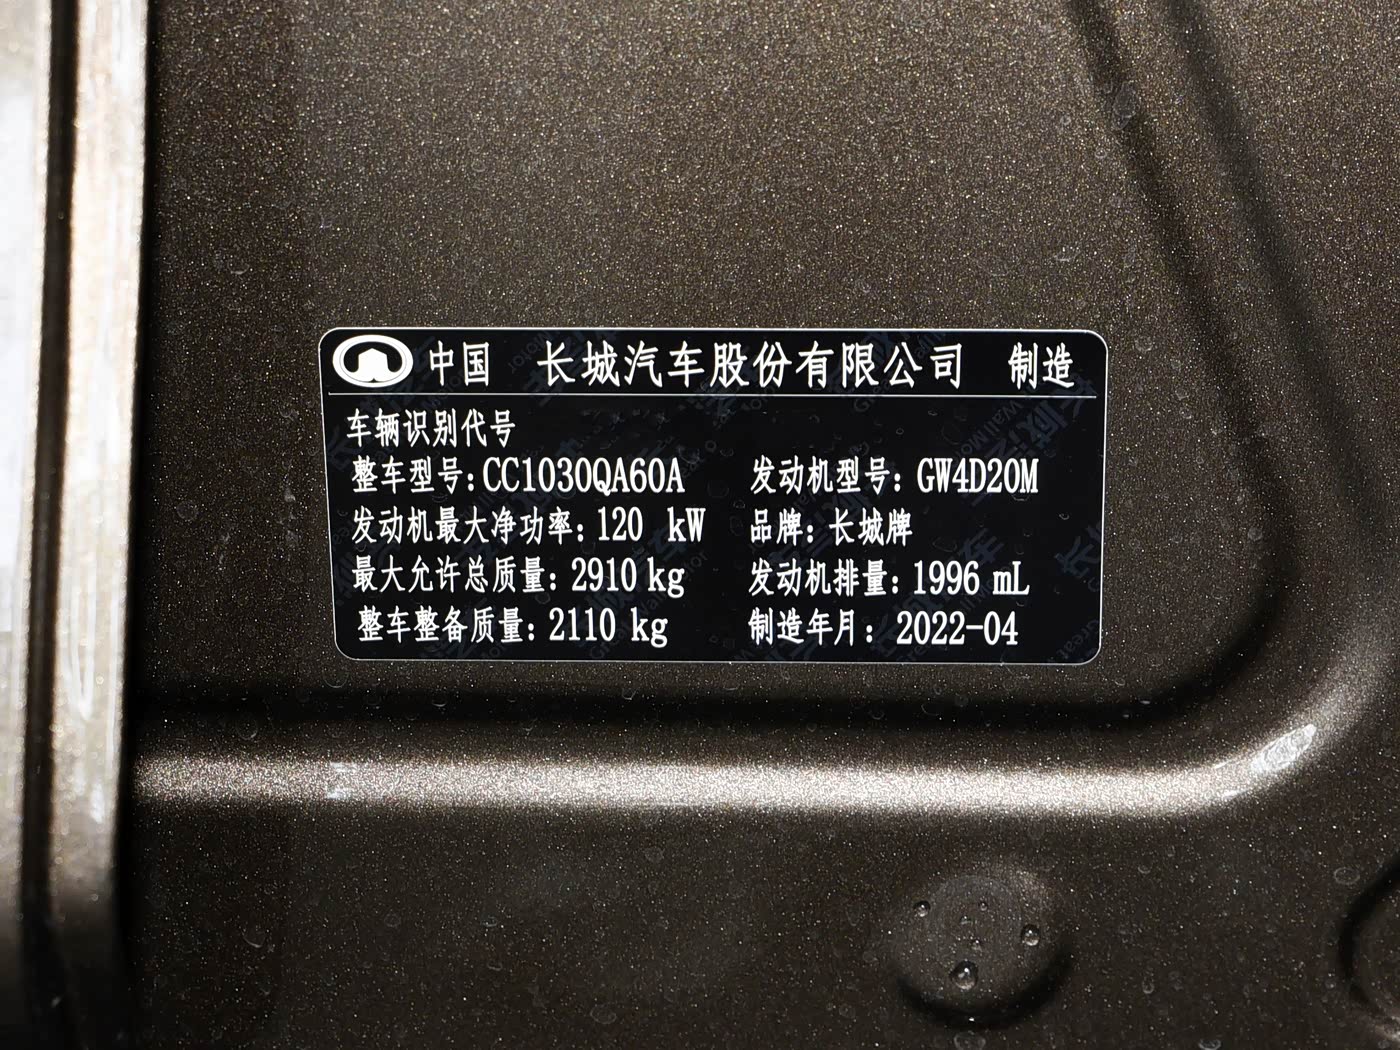 中国 长城汽车股份有限公司 制造
车辆识别代号
整车型号:CC1030QA60A 发动机型号: GW4D20M
发动机最大净功率: 120 kW 品牌: 长城牌
最大允许总质量: 2910 kg 发动机排量: 1996 mL
整车整备质量: 2110 kg 制造年月: 2022-04